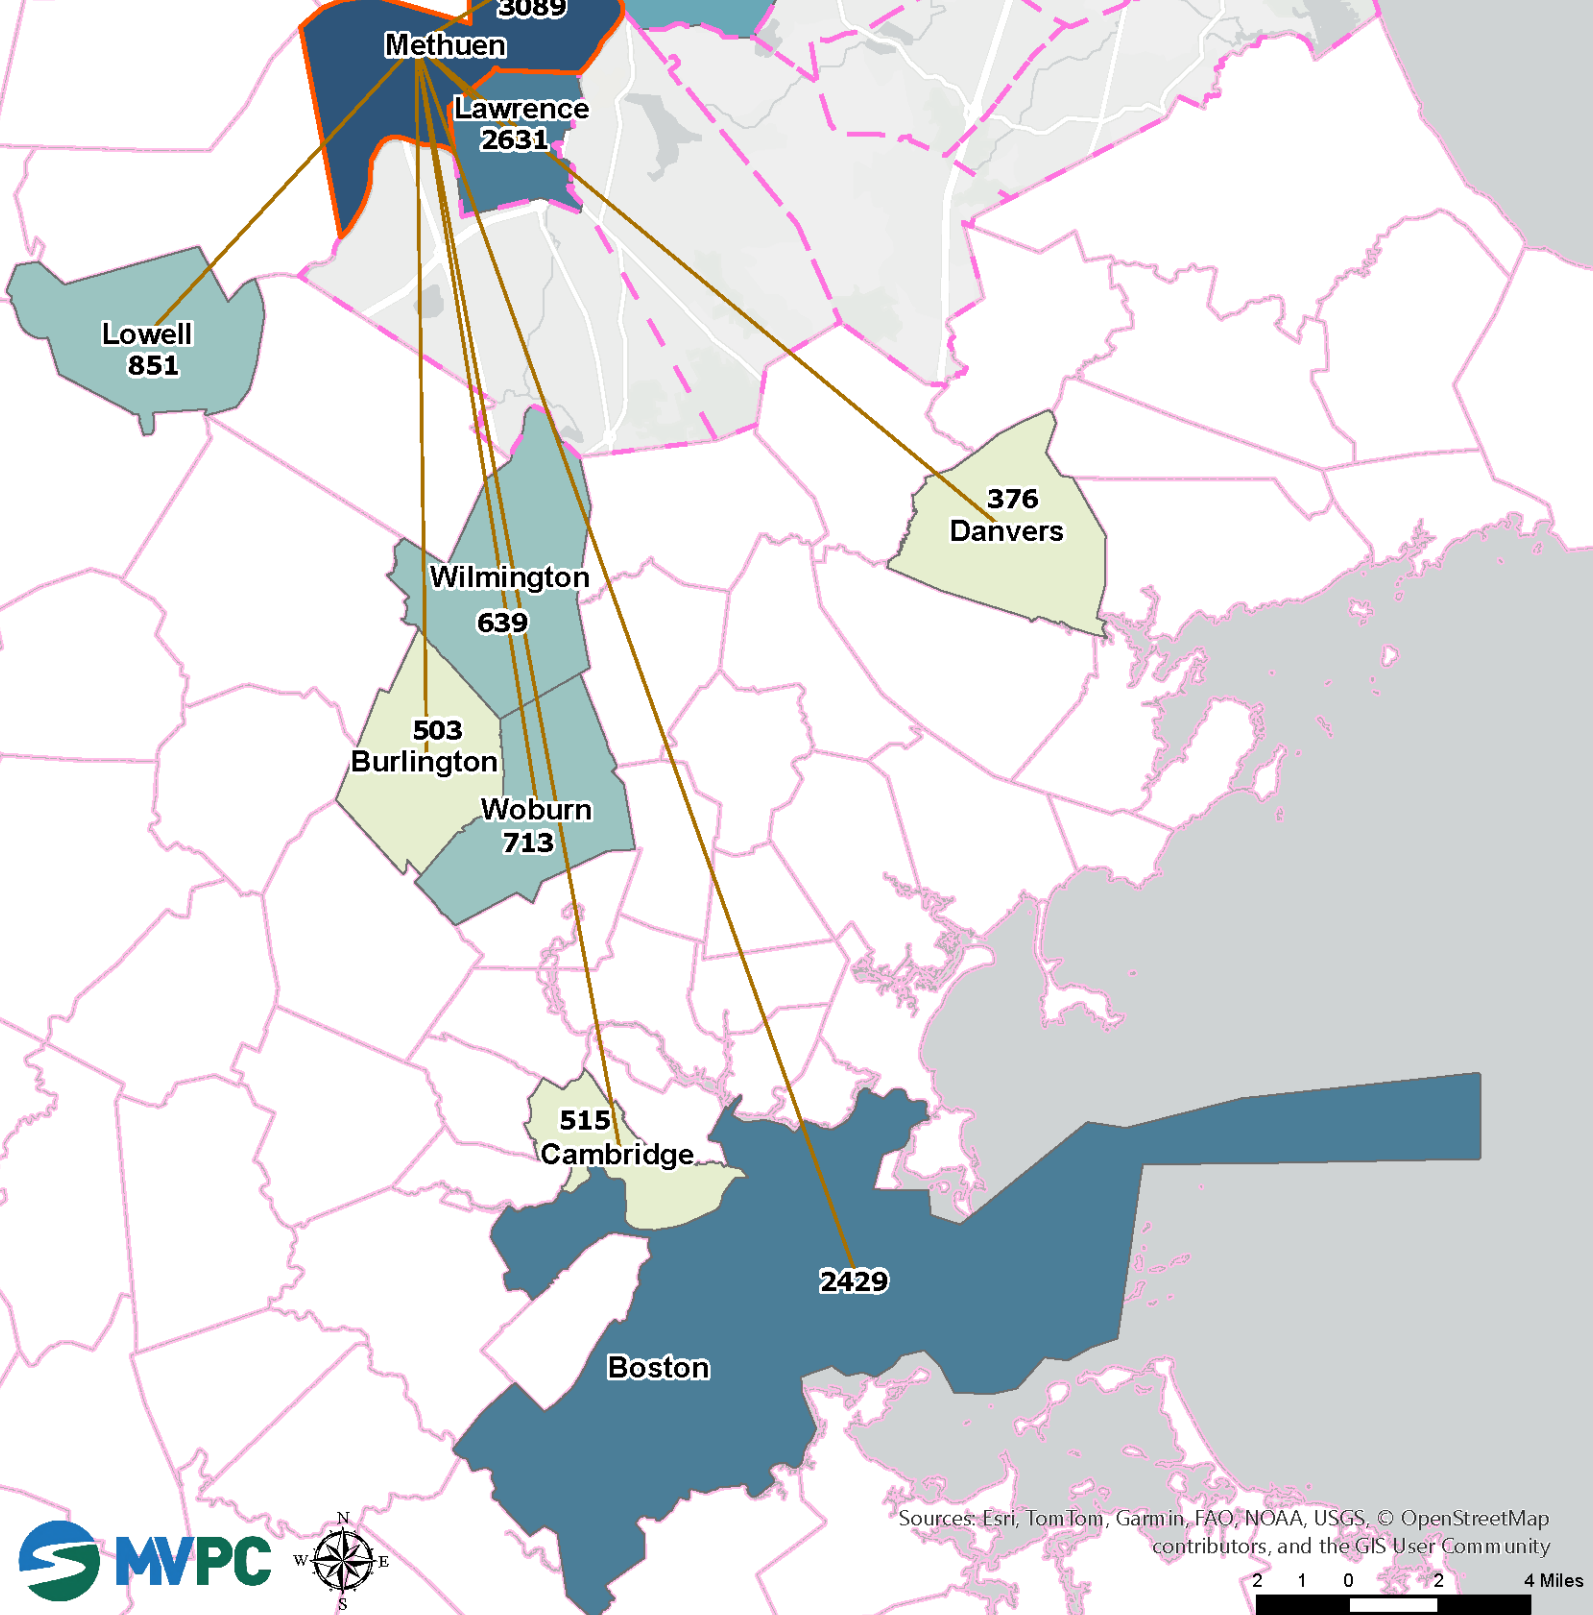 3089
Methuen
Lawrence
2631
Lowell
851
376
Danvers
Wilmington
639
503
Burlington
Woburn
713
515
Cambridge
2429
Boston
Sources: Esri, TomTom, Garmin, FAO, NOAA, USGS, © OpenStreetMap
contributors, and the GIS User Community
MVPC
N
W E
S
2 1 0 2 4 Miles